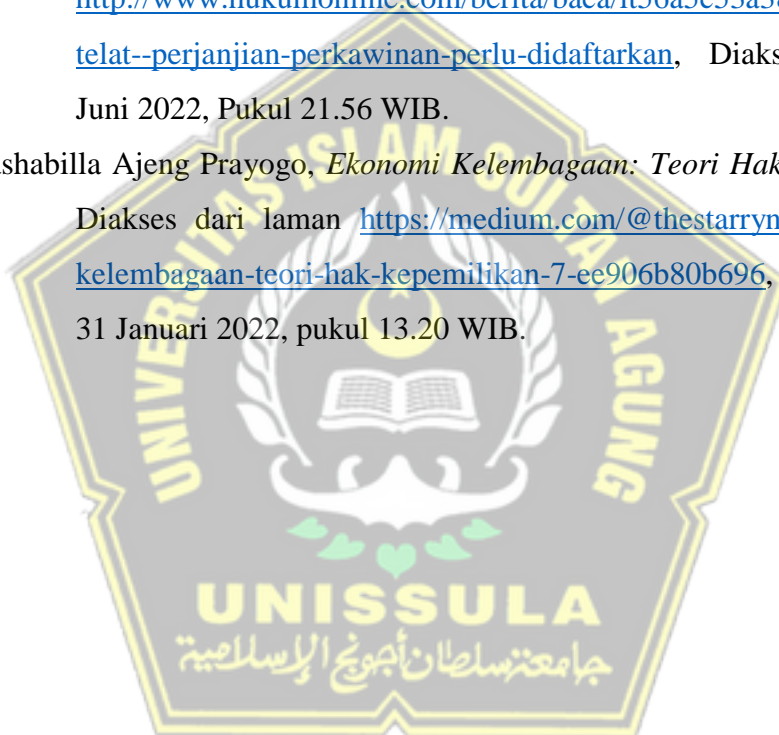 telat--perjanjian-perkawinan-perlu-didaftarkan, Diaks
Juni 2022, Pukul 21.56 WIB.
shabilla Ajeng Prayogo, Ekonomi Kelembagaan: Teori Hak
Diakses dari laman https://medium.com/@thestarryn
kelembagaan-teori-hak-kepemilikan-7-ee906b80b696,
31 Januari 2022, pukul 13.20 WIB.
UNIVERSITAS ISLAM SULTAN AGUNG
UNISSULA
جامعة سلطان أجونج الإسلامية